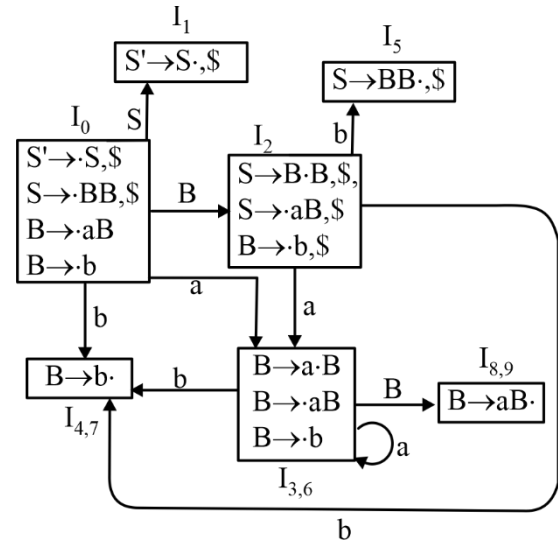 I1
S'→S·,$
I5
S→BB·,$
S
b
I0
S'→·S,$
S→·BB,$
B→·aB
B→·b
B
I2
S→B·B,$,
S→·aB,$
B→·b,$
a
a
b
B→b·
I4,7
b
B→a·B
B→·aB
B→·b
I3,6
B
a
I8,9
B→aB·
b